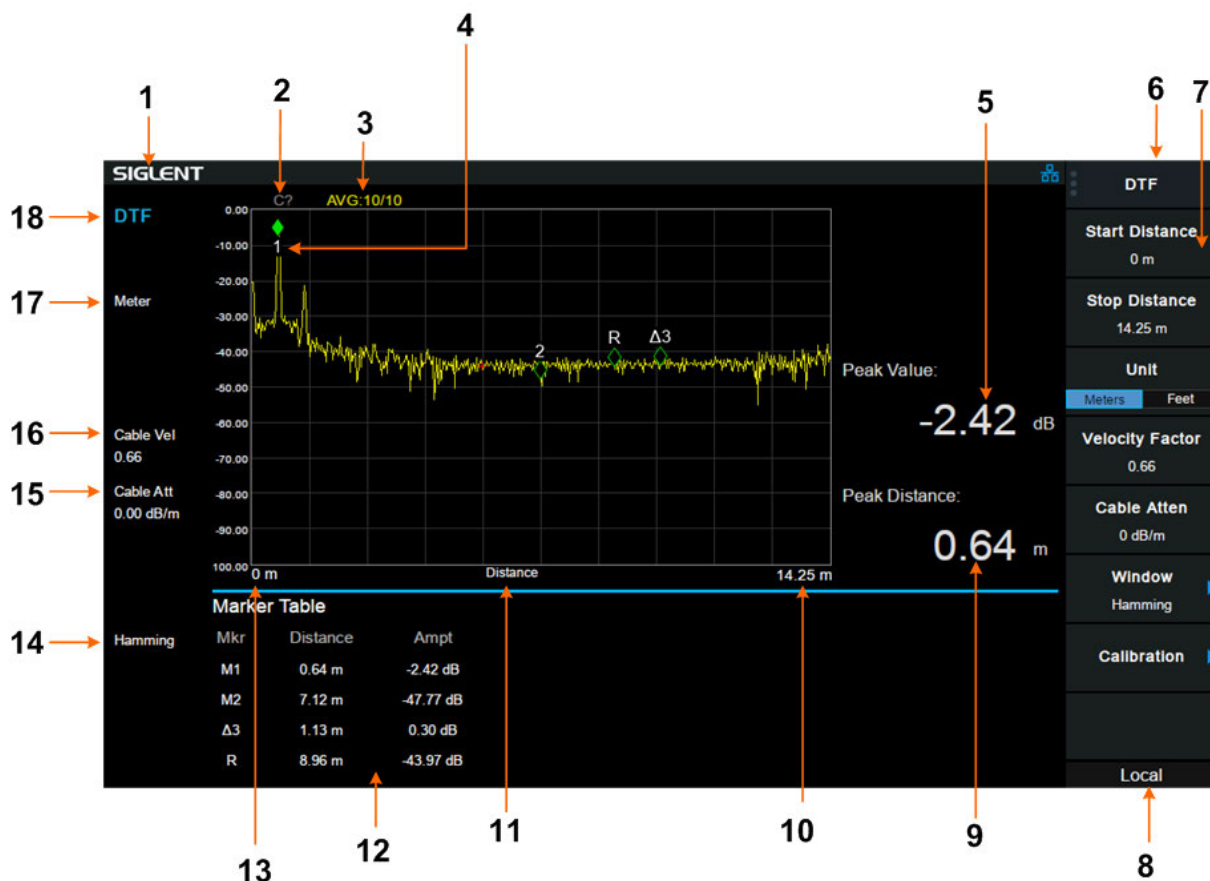 4
1
2
3
5
6
7
SIGLENT
DTF
18
DTF
C?
AVG:10/10
0.00
-10.00
-20.00
-30.00
-40.00
-50.00
-60.00
-70.00
-80.00
-90.00
100.00
1
2
R
Δ3
0 m
Distance
14.25 m
17
Meter
16
Cable Vel
0.66
15
Cable Att
0.00 dB/m
Peak Value:
-2.42 dB
Peak Distance:
0.64 m
Start Distance
0 m
Stop Distance
14.25 m
Unit
Meters Feet
Velocity Factor
0.66
Cable Atten
0 dB/m
Window
Hamming
Calibration
Local
14
Hamming
Marker Table
Mkr Distance Ampt
M1 0.64 m -2.42 dB
M2 7.12 m -47.77 dB
Δ3 1.13 m 0.30 dB
R 8.96 m -43.97 dB
13
12
11
10
9
8